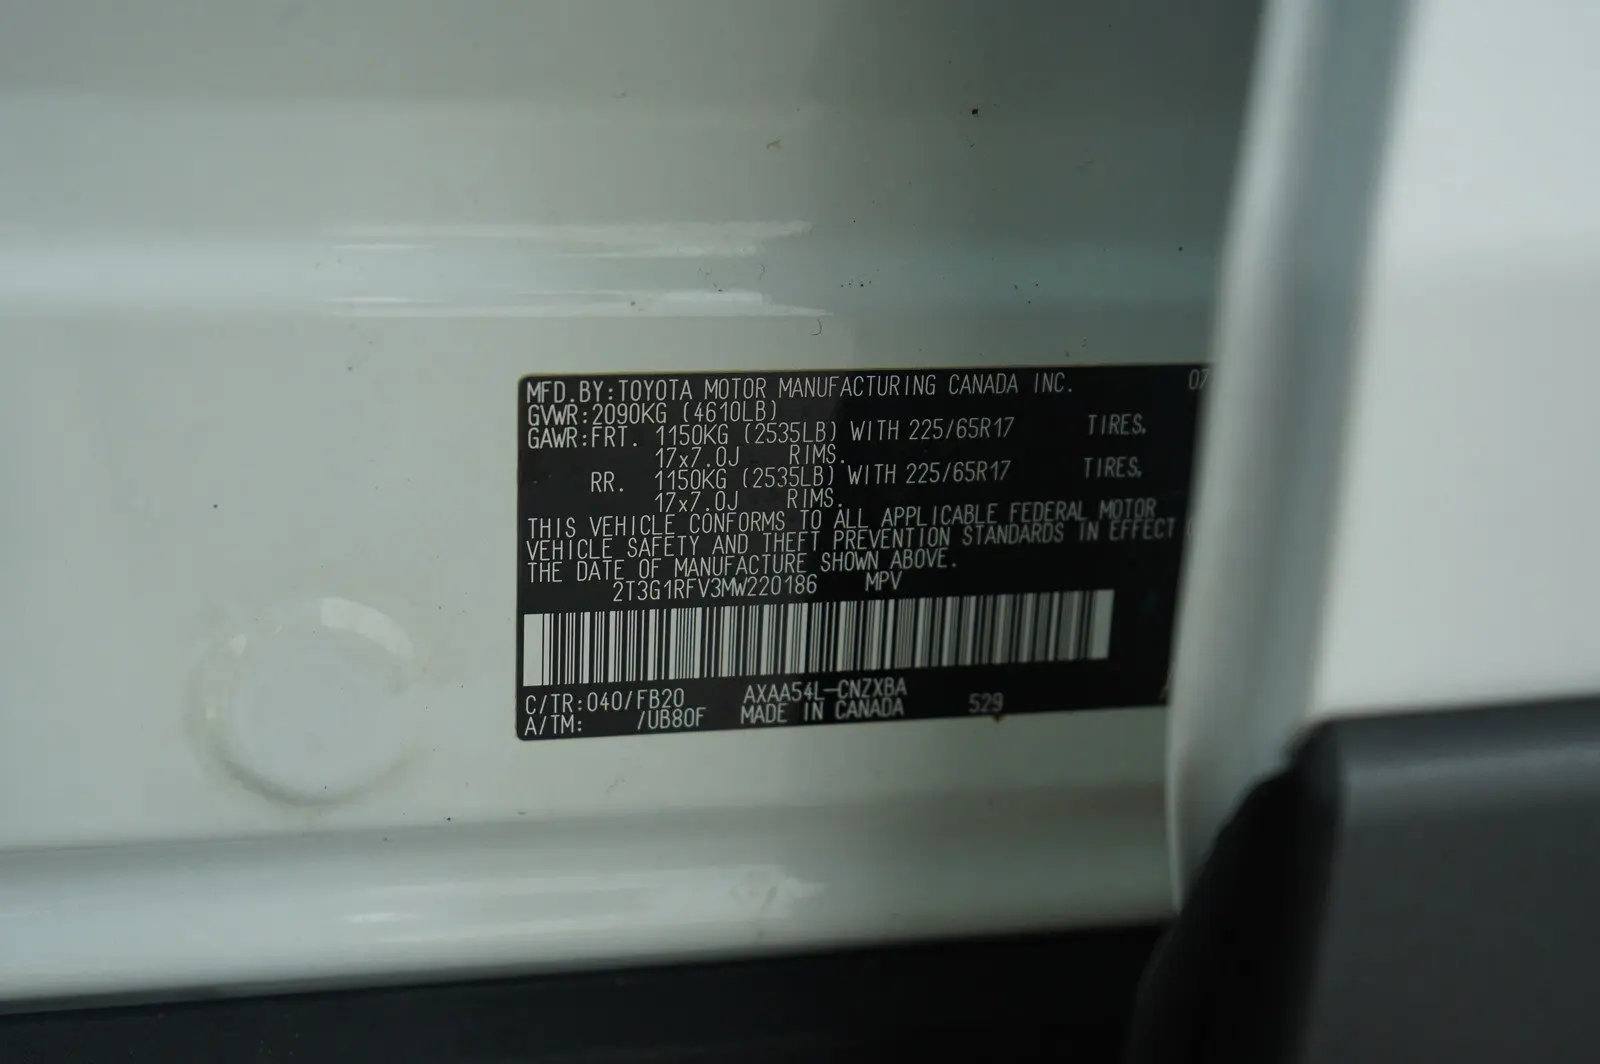 MFD.BY:TOYOTA MOTOR MANUFACTURING CANADA INC. 07
GVWR:2090KG (4610LB)
GAWR:FRT. 1150KG (2535LB) WITH 225/65R17 TIRES.
17x7.0J RIMS.
RR. 1150KG (2535LB) WITH 225/65R17 TIRES.
17x7.0J RIMS.
THIS VEHICLE CONFORMS TO ALL APPLICABLE FEDERAL MOTOR
VEHICLE SAFETY AND THEFT PREVENTION STANDARDS IN EFFECT
THE DATE OF MANUFACTURE SHOWN ABOVE.
2T3G1RFV3MW220186 MPV
C/TR:040/FB20 AXAA54L-CNZXBA
A/TM: /UB80F MADE IN CANADA 529